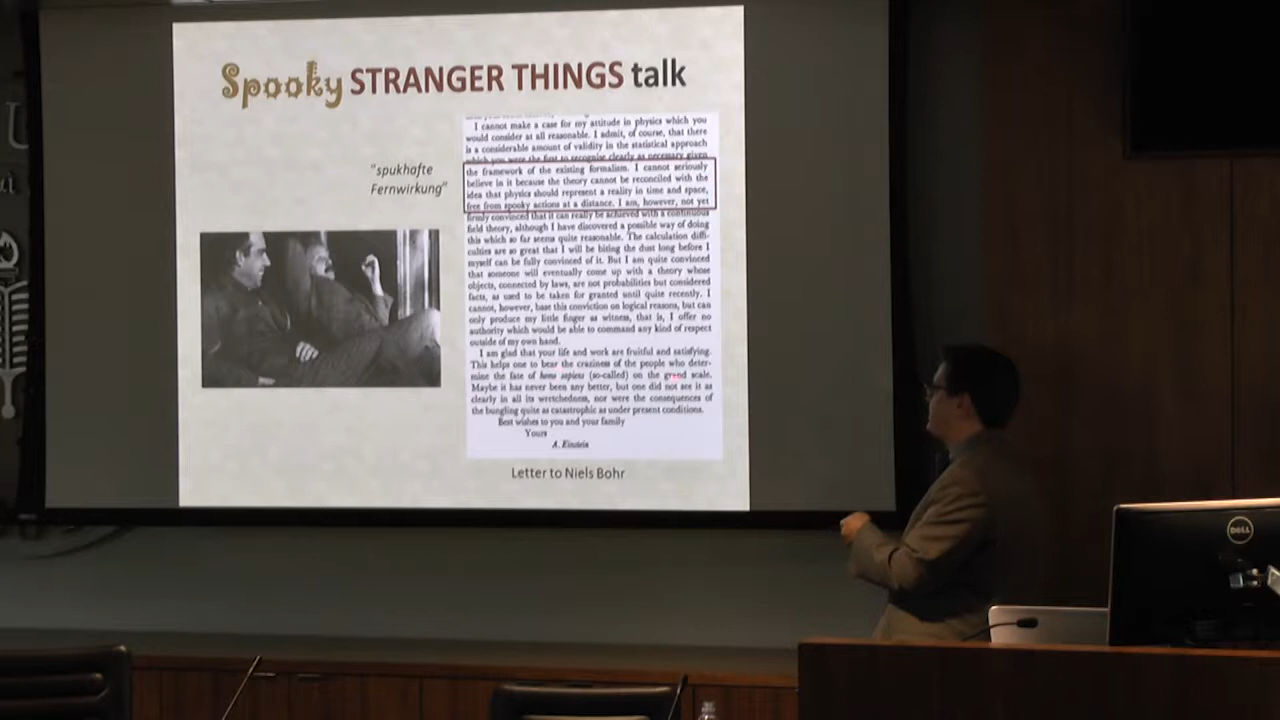 Spooky STRANGER THINGS talk
"spukhafte
Fernwirkung"
I cannot make a case for my attitude in physics which you
would consider at all reasonable. I admit, of course, that there
is a considerable amount of validity in the statistical approach
which you were the first to recognise clearly as necessary given
the framework of the existing formalism. I cannot seriously
believe in it because the theory cannot be reconciled with the
idea that physics should represent a reality in time and space,
free from spooky actions at a distance. I am, however, not yet
firmly convinced that it can really be achieved with a continuous
field theory, although I have discovered a possible way of doing
this which so far seems quite reasonable. The calculation diffi-
culties are so great that I will be biting the dust long before I
myself can be fully convinced of it. But I am quite convinced
that someone will eventually come up with a theory whose
objects, connected by laws, are not probabilities but considered
facts, as used to be taken for granted until quite recently. I
cannot, however, base this conviction on logical reasons, but can
only produce my little finger as witness, that is, I offer no
authority which would be able to command any kind of respect
outside of my own hand.
I am glad that your life and work are fruitful and satisfying.
This helps one to bear the craziness of the people who deter-
mine the fate of homo sapiens (so-called) on the grand scale.
Maybe it has never been any better, but one did not see it as
clearly in all its wretchedness, nor were the consequences of
the bungling quite as catastrophic as under present conditions.
Best wishes to you and your family
Yours
A. Einstein
Letter to Niels Bohr
DELL